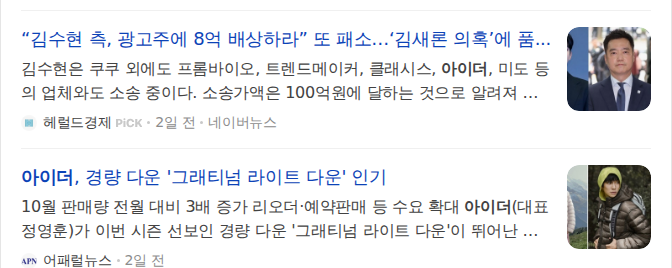 “김수현 측, 광고주에 8억 배상하라” 또 패소…‘김새론 의혹’에 품...
김수현은 쿠쿠 외에도 프롬바이오, 트렌드메이커, 클래시스, 아이더, 미도 등
의 업체와도 소송 중이다. 소송가액은 100억원에 달하는 것으로 알려져 ...
헤럴드경제 PiCK · 2일 전 · 네이버뉴스
아이더, 경량 다운 '그래티넘 라이트 다운' 인기
10월 판매량 전월 대비 3배 증가 리오더·예약판매 등 수요 확대 아이더(대표
정영훈)가 이번 시즌 선보인 경량 다운 '그래티넘 라이트 다운'이 뛰어난 ...
APN 어패럴뉴스 · 2일 전